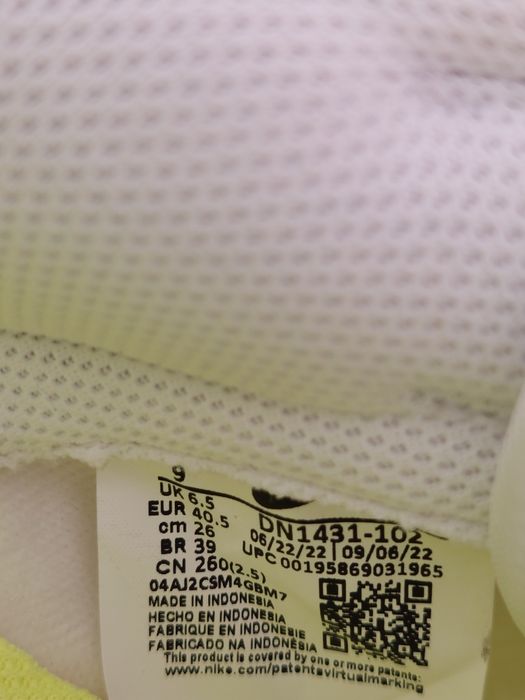 9
UK 6.5
EUR 40.5
cm 26
BR 39
CN 260(2.5)
DN1431-102
06/22/22 | 09/06/22
UPC 00195869031965
04AJ2CSM4GBM7
MADE IN INDONESIA
HECHO EN INDONESIA
FABRIQUE EN INDONESIE
FABRICADO NA INDONESIA
This product is covered by one or more patents:
www.nike.com/patentsvirtualmarking